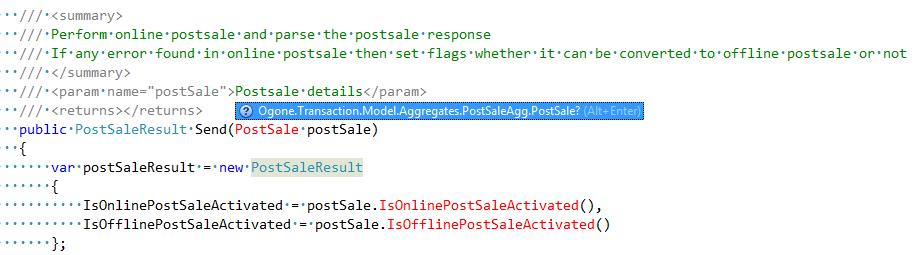 /// <summary>
/// Perform online postsale and parse the postsale response
/// If any error found in online postsale then set flags whether it can be converted to offline postsale or not
/// </summary>
/// <param name="postSale">Postsale details</param>
/// <returns></returns>
? Ogone.Transaction.Model.Aggregates.PostSaleAgg.PostSale? (Alt+Enter)
public PostSaleResult Send(PostSale postSale)
{
var postSaleResult = new PostSaleResult
{
IsOnlinePostSaleActivated = postSale.IsOnlinePostSaleActivated(),
IsOfflinePostSaleActivated = postSale.IsOfflinePostSaleActivated()
};